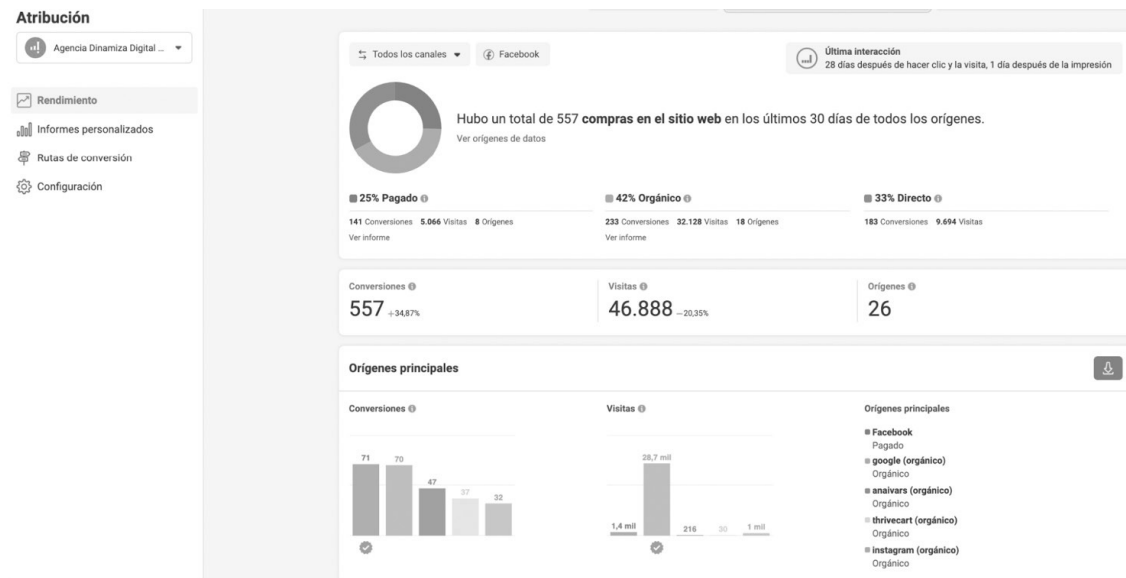 Atribución
Agencia Dinamiza Digital ...
Rendimiento
Informes personalizados
Rutas de conversión
Configuración
Todos los canales
Facebook
Última interacción
28 días después de hacer clic y la visita, 1 día después de la impresión
Hubo un total de 557 compras en el sitio web en los últimos 30 días de todos los orígenes.
Ver orígenes de datos
25% Pagado
141 Conversiones 5.066 Visitas 8 Orígenes
Ver informe
42% Orgánico
233 Conversiones 32.128 Visitas 18 Orígenes
Ver informe
33% Directo
183 Conversiones 9.694 Visitas
Conversiones
557 +34,87%
Visitas
46.888 -20,35%
Orígenes
26
Orígenes principales
Conversiones
71
70
47
37
32
Visitas
1,4 mil
28,7 mil
216
30
1 mil
Orígenes principales
Facebook
Pagado
google (orgánico)
Orgánico
anaivars (orgánico)
Orgánico
thrivecart (orgánico)
Orgánico
instagram (orgánico)
Orgánico